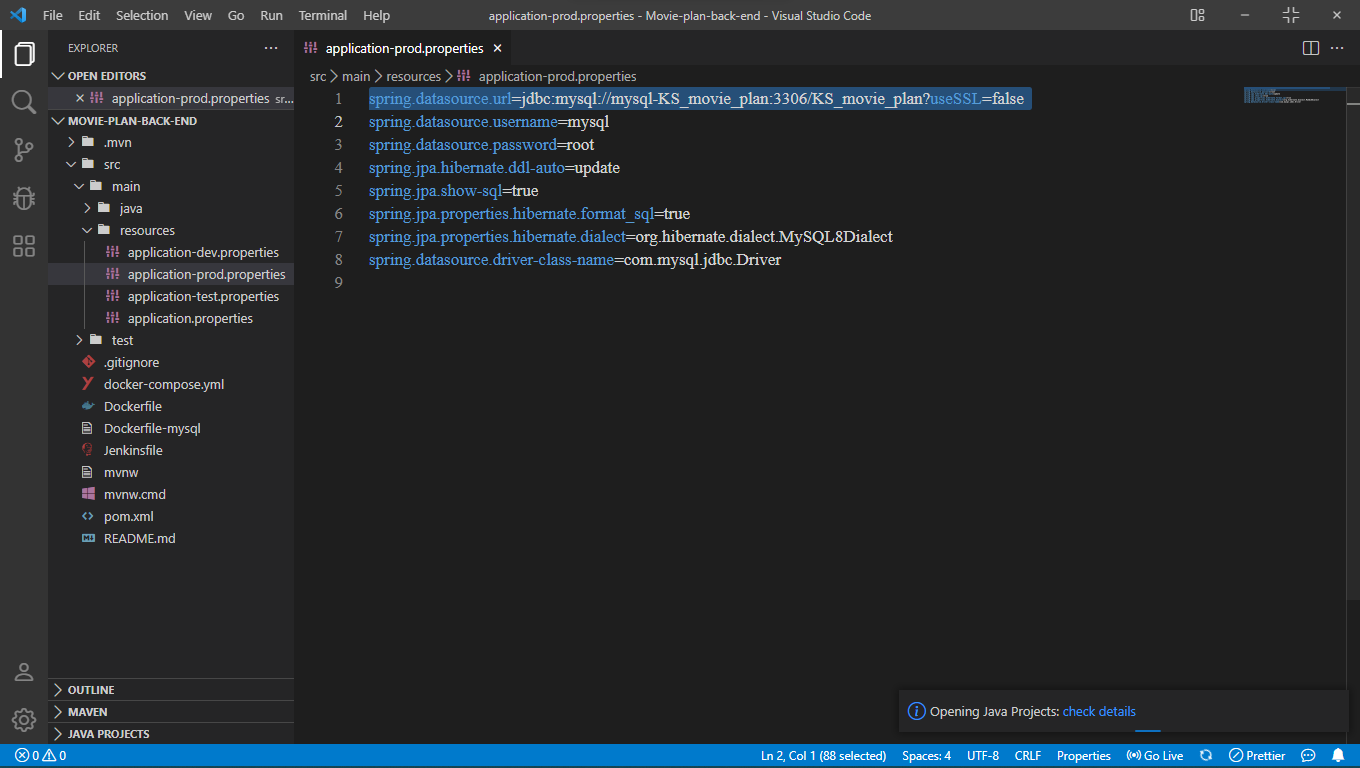 File Edit Selection View Go Run Terminal Help application-prod.properties - Movie-plan-back-end - Visual Studio Code
EXPLORER
OPEN EDITORS
application-prod.properties sr...
MOVIE-PLAN-BACK-END
.mvn
src
main
java
resources
application-dev.properties
application-prod.properties
application-test.properties
application.properties
test
.gitignore
docker-compose.yml
Dockerfile
Dockerfile-mysql
Jenkinsfile
mvnw
mvnw.cmd
pom.xml
README.md
OUTLINE
MAVEN
JAVA PROJECTS
application-prod.properties
src > main > resources > application-prod.properties
1 spring.datasource.url=jdbc:mysql://mysql-KS_movie_plan:3306/KS_movie_plan?useSSL=false
2 spring.datasource.username=mysql
3 spring.datasource.password=root
4 spring.jpa.hibernate.ddl-auto=update
5 spring.jpa.show-sql=true
6 spring.jpa.properties.hibernate.format_sql=true
7 spring.jpa.properties.hibernate.dialect=org.hibernate.dialect.MySQL8Dialect
8 spring.datasource.driver-class-name=com.mysql.jdbc.Driver
9
Opening Java Projects: check details
0 0 Ln 2, Col 1 (88 selected) Spaces: 4 UTF-8 CRLF Properties Go Live Prettier